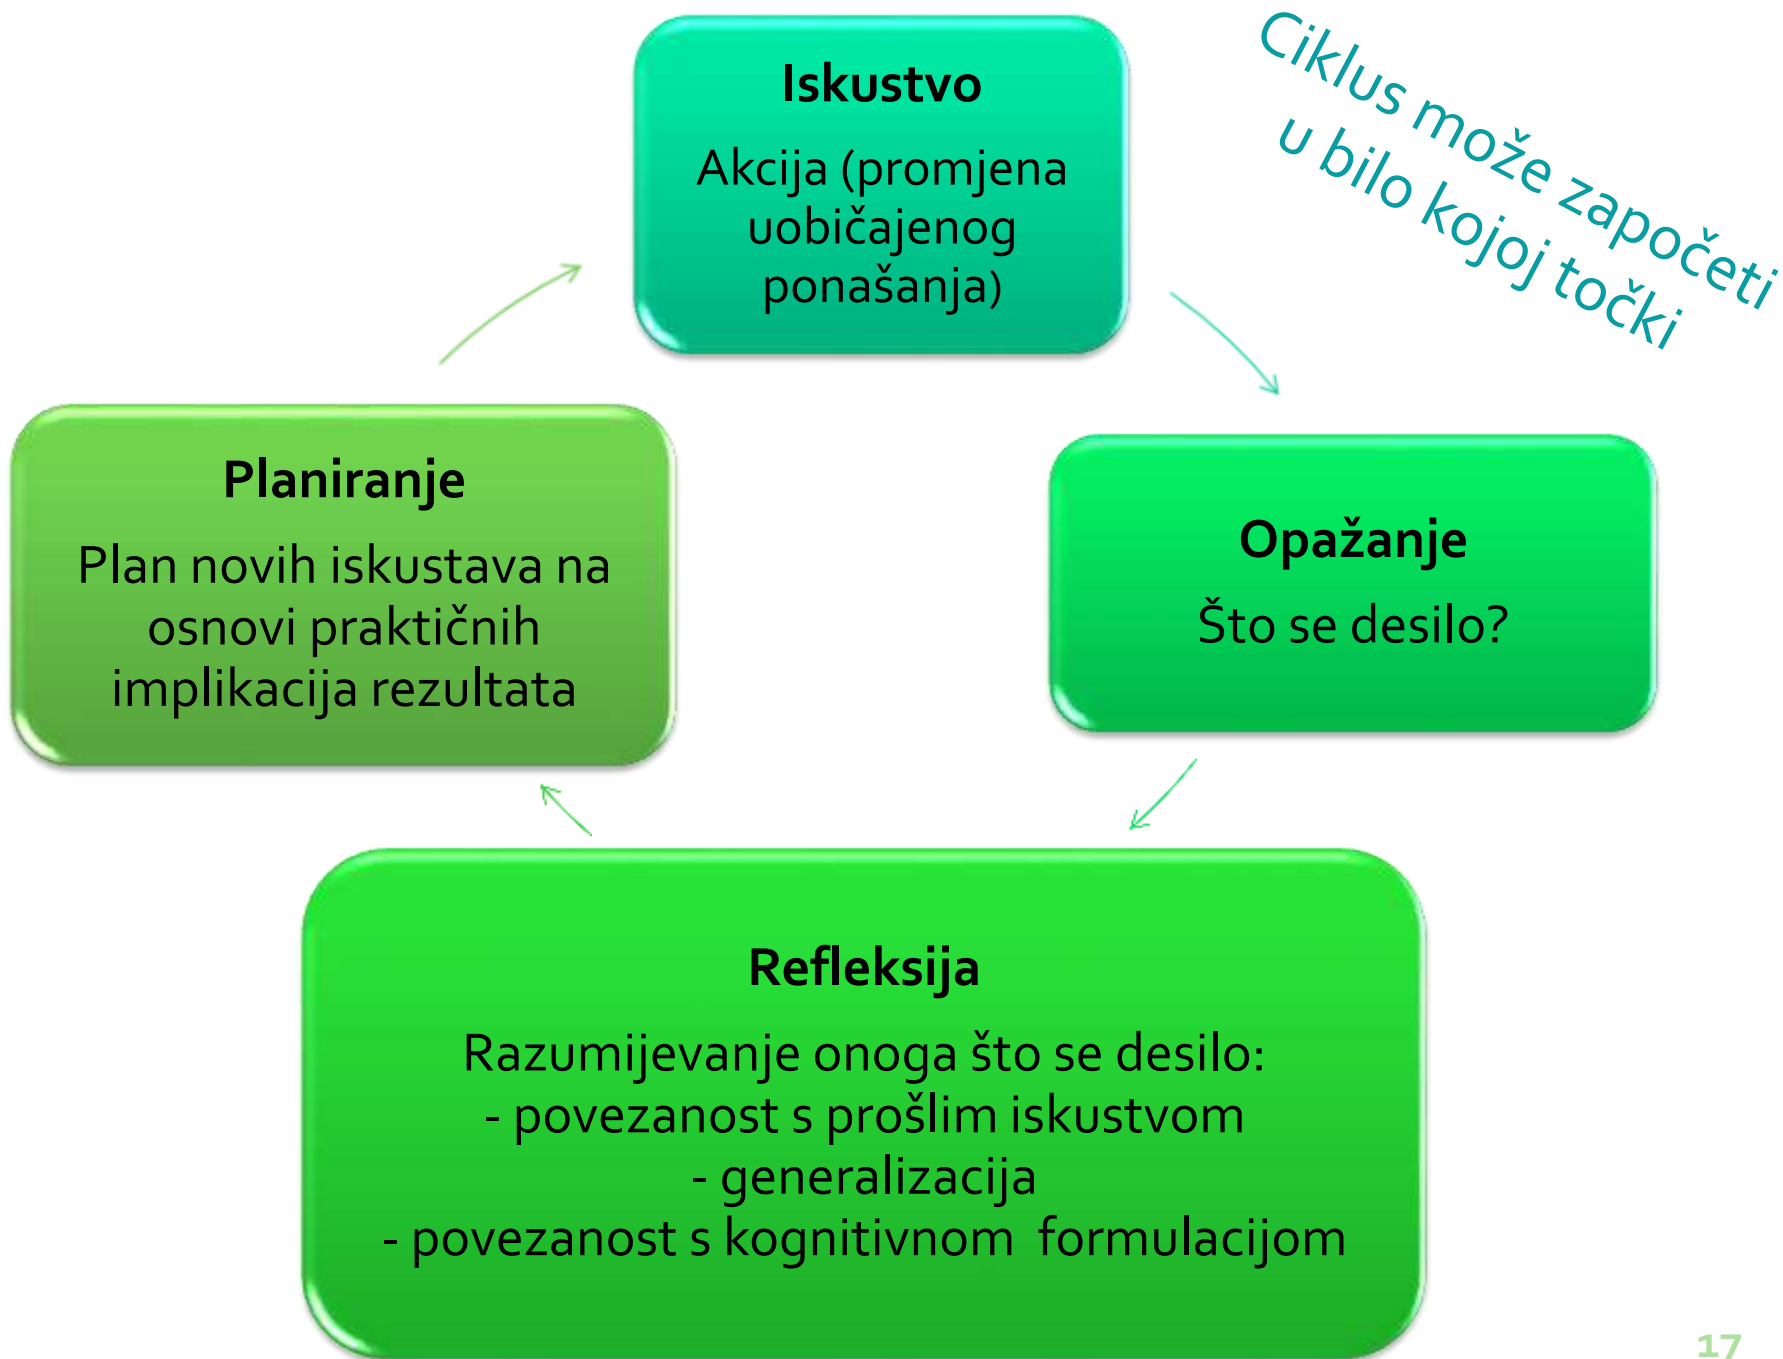 Iskustvo
Akcija (promjena
uobičajenog
ponašanja)
Ciklus može započeti
u bilo kojoj točki
Opažanje
Što se desilo?
Refleksija
Razumijevanje onoga što se desilo:
- povezanost s prošlim iskustvom
- generalizacija
- povezanost s kognitivnom  formulacijom
Planiranje
Plan novih iskustava na
osnovi praktičnih
implikacija rezultata
17